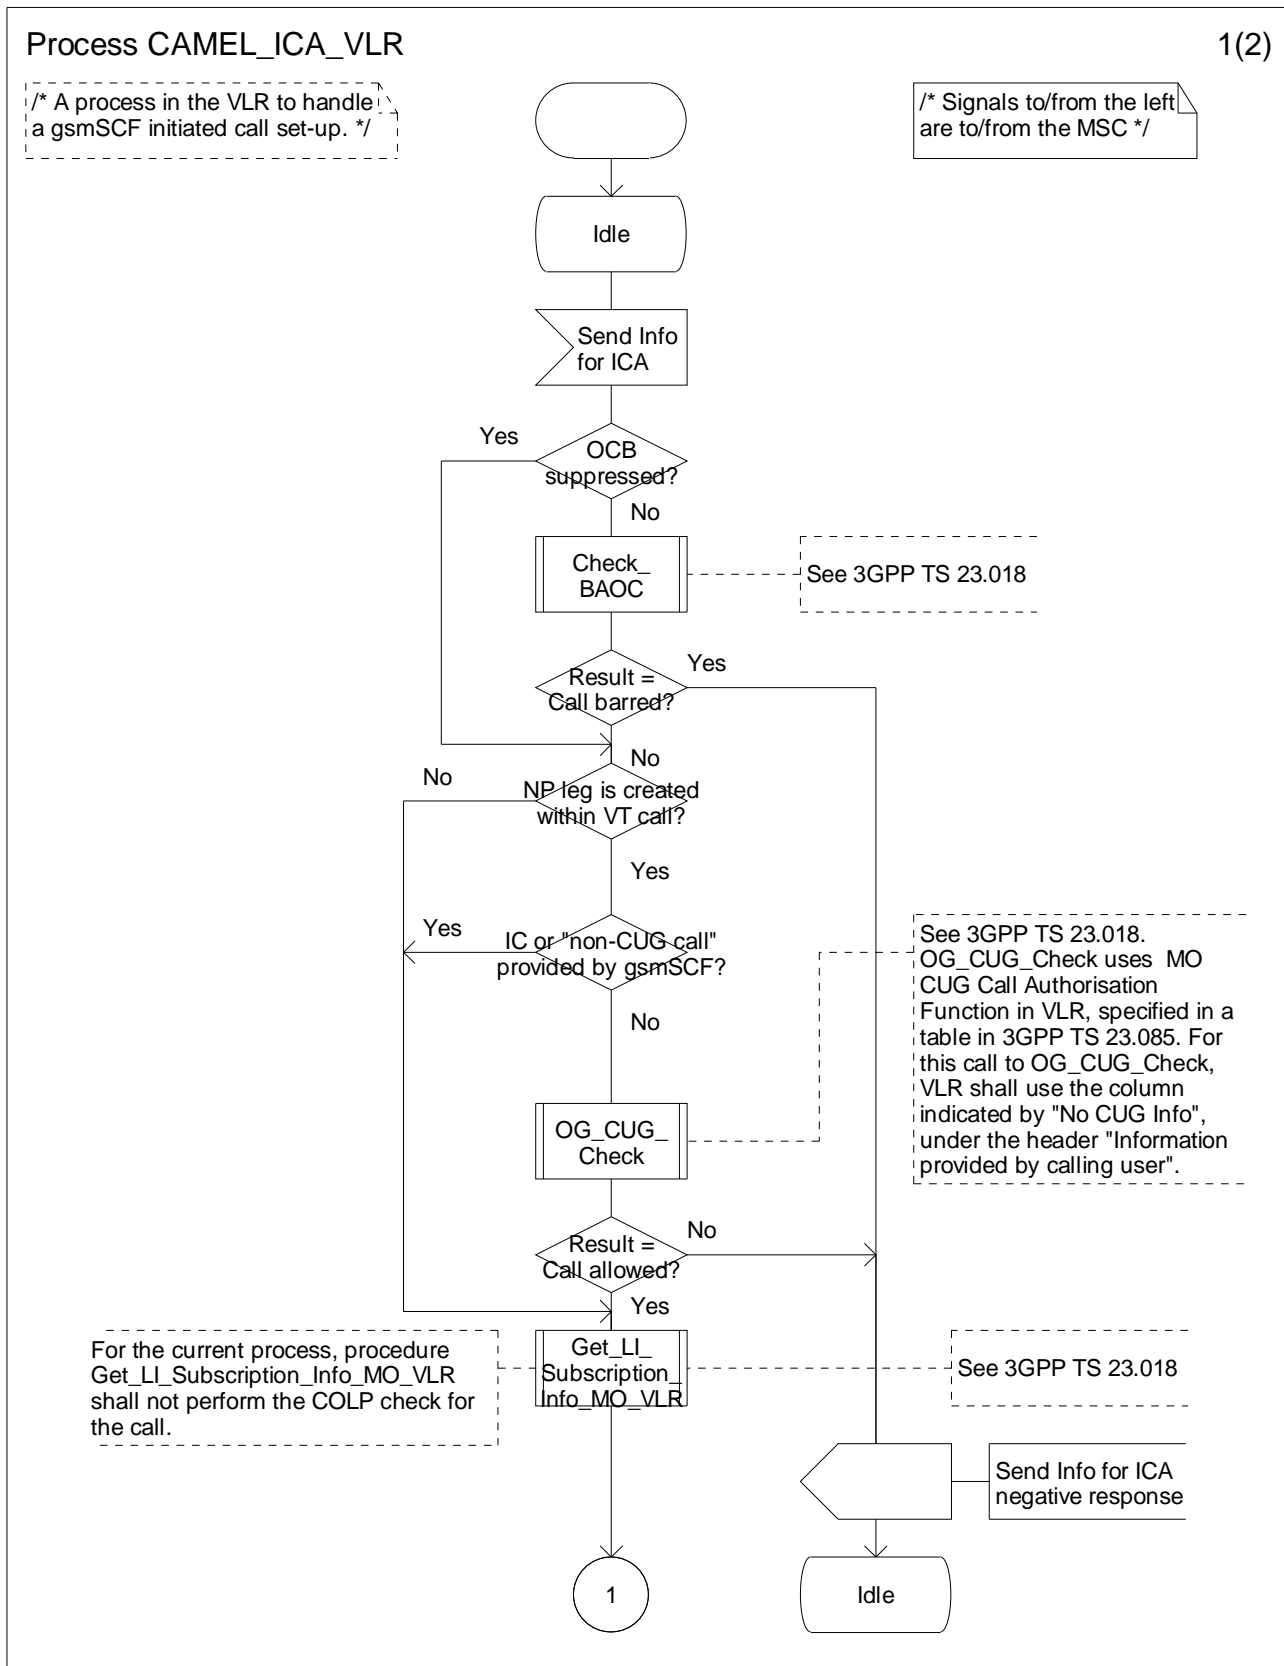 Process CAMEL_ICA_VLR
1(2)
/* A process in the VLR to handle
a gsmSCF initiated call set-up. */
/* Signals to/from the left
are to/from the MSC */
Idle
Send Info
for ICA
Yes
OCB
suppressed?
No
Check_
BAOC
See 3GPP TS 23.018
Result =
Call barred?
Yes
No
No
NP leg is created
within VT call?
Yes
Yes
IC or "non-CUG call"
provided by gsmSCF?
No
See 3GPP TS 23.018.
OG_CUG_Check uses  MO
CUG Call Authorisation
Function in VLR, specified in a
table in 3GPP TS 23.085. For
this call to OG_CUG_Check,
VLR shall use the column
indicated by "No CUG Info",
under the header "Information
provided by calling user".
OG_CUG_
Check
Result =
Call allowed?
No
Yes
For the current process, procedure
Get_LI_Subscription_Info_MO_VLR
shall not perform the COLP check for
the call.
Get_LI_
Subscription_
Info_MO_VLR
See 3GPP TS 23.018
Send Info for ICA
negative response
1
Idle